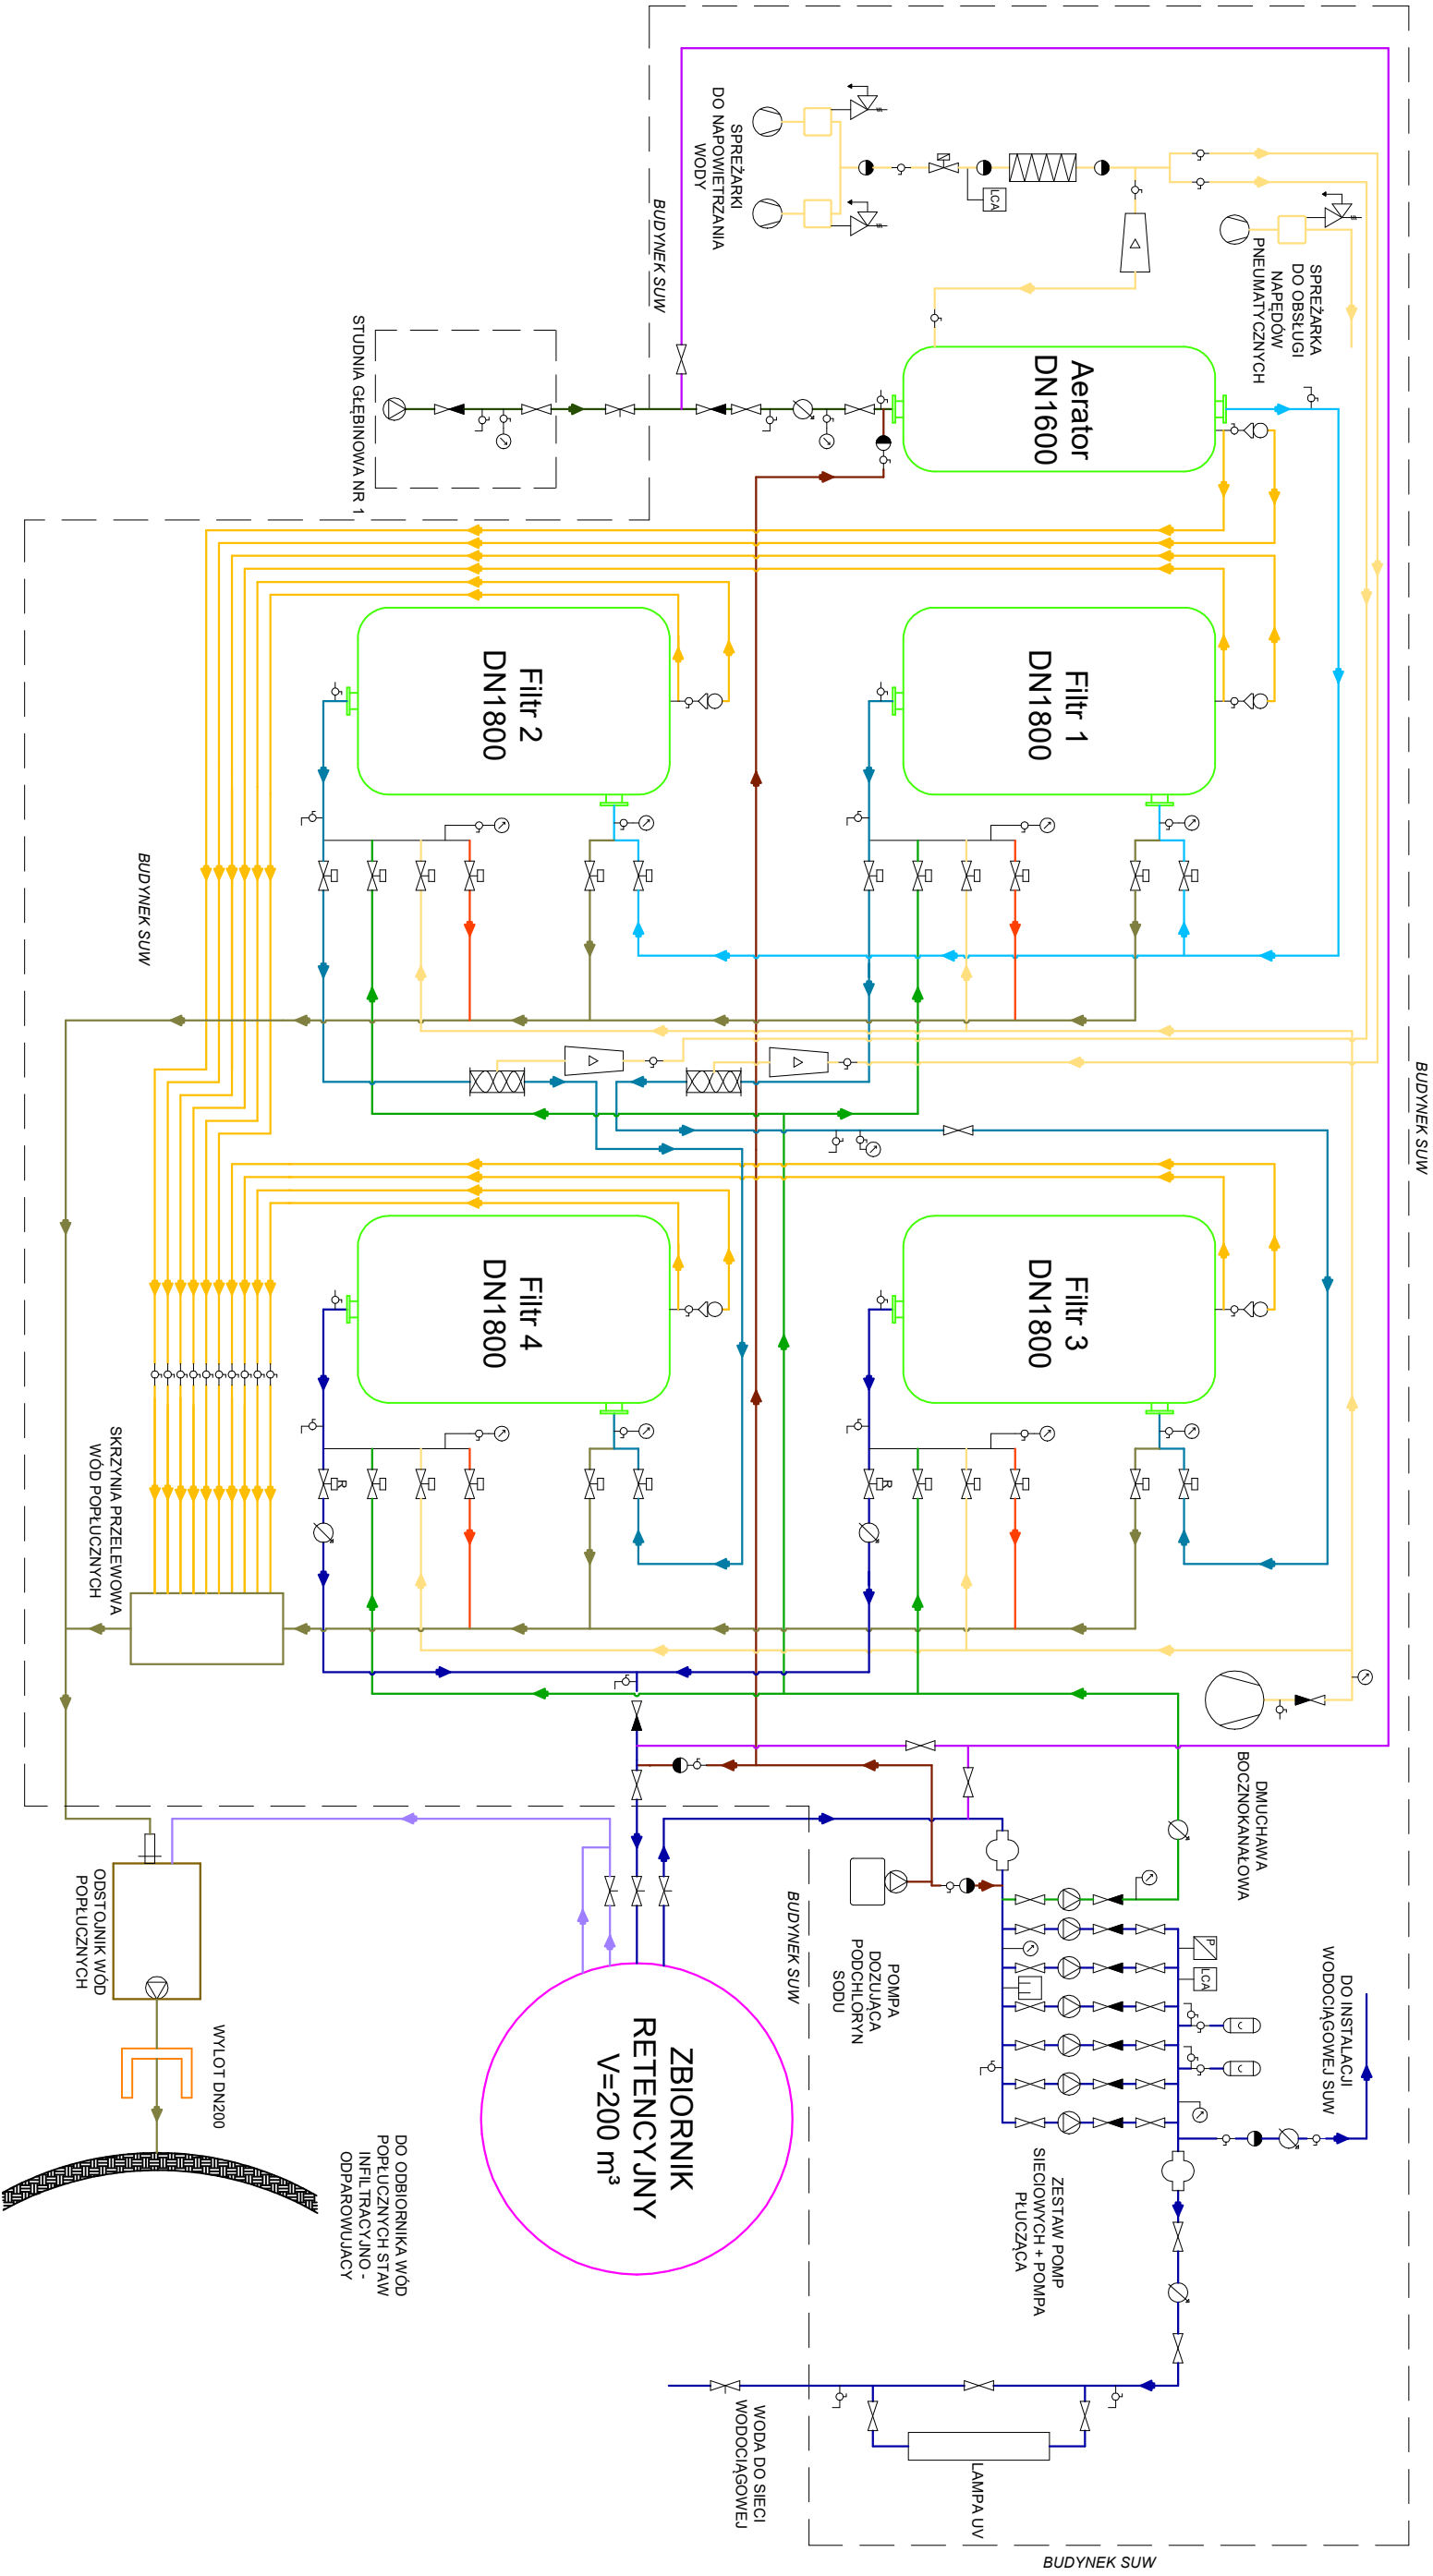 BUDYNEK SUW
SPREŻARKI
DO NAPOWIETRZANIA
WODY
BUDYNEK SUW
LCA
SPREŻARKA
DO OBSŁUGI
NAPĘDÓW
PNEUMATYCZNYCH
STUDNIA GŁĘBINOWA NR 1
Aerator
DN1600
Filtr 1
DN1800
Filtr 2
DN1800
BUDYNEK SUW
Filtr 3
DN1800
Filtr 4
DN1800
R
R
SKRZYNIA PRZELEWOWA
WÓD POPŁUCZNYCH
DMUCHAWA
BOCZNOKANAŁOWA
ODSTOJNIK WÓD
POPŁUCZNYCH
WYLOT DN200
DO ODBIORNIKA WÓD
POPŁUCZNYCH STAW
INFILTRACYJNO -
ODPAROWUJACY
ZBIORNIK
RETENCYJNY
V=200 m³
BUDYNEK SUW
POMPA
DOZUJĄCA
PODCHLORYN
SODU
P
LCA
C
C
DO INSTALACJI
WODOCIĄGOWEJ SUW
ZESTAW POMP
SIECIOWYCH + POMPA
PŁUCZĄCA
WODA DO SIECI
WODOCIĄGOWEJ
LAMPA UV
BUDYNEK SUW